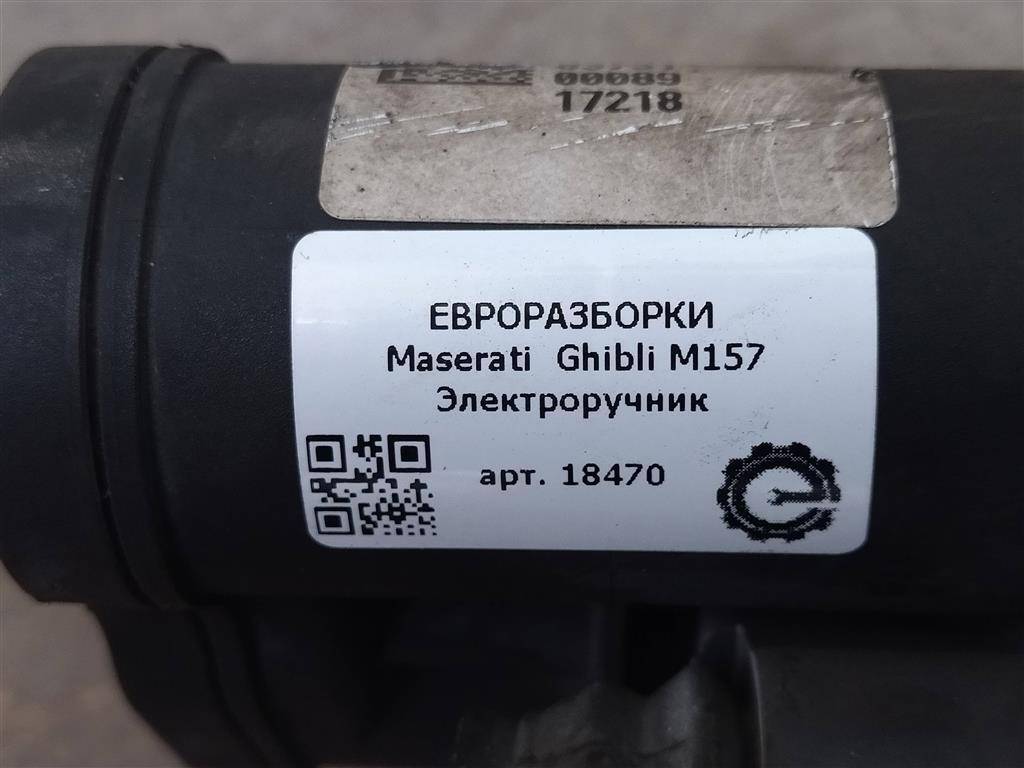 00089
17218
ЕВРОРАЗБОРКИ
Maserati Ghibli M157
Электроручник
арт. 18470